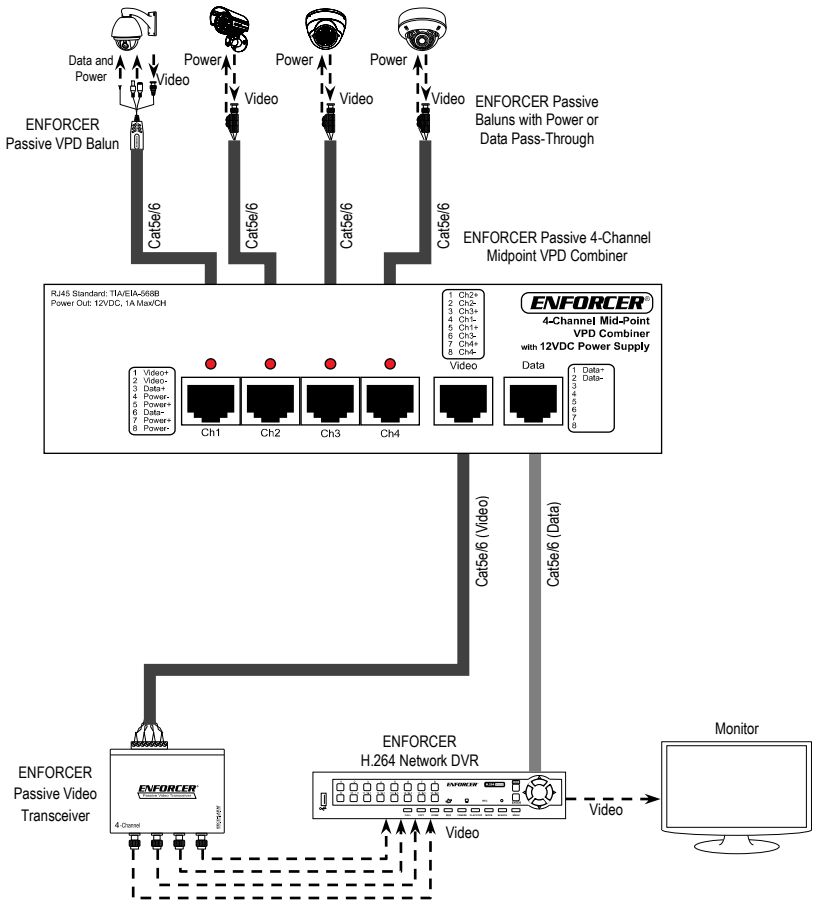 Data and
Power
Video
Power
Video
Power
Video
Power
Video
ENFORCER
Passive VPD Balun
ENFORCER Passive
Baluns with Power or
Data Pass-Through
Cat5e/6
Cat5e/6
Cat5e/6
Cat5e/6
ENFORCER Passive 4-Channel
Midpoint VPD Combiner
RJ45 Standard: TIA/EIA-568B
Power Out: 12VDC, 1A Max/CH
1 Ch2+
2 Ch2-
3 Ch3+
4 Ch1-
5 Ch1+
6 Ch3-
7 Ch4+
8 Ch4-
ENFORCER®
4-Channel Mid-Point
VPD Combiner
with 12VDC Power Supply
Video
Data
1 Video+
2 Video-
3 Data+
4 Power-
5 Power+
6 Data-
7 Power+
8 Power-
1 Data+
2 Data-
3
4
5
6
7
8
Ch1
Ch2
Ch3
Ch4
Cat5e/6 (Video)
Cat5e/6 (Data)
ENFORCER
Passive Video
Transceiver
ENFORCER
Passive Video Transceiver
4-Channel
ENFORCER
H.264 Network DVR
ENFORCER
Video
Monitor
Video